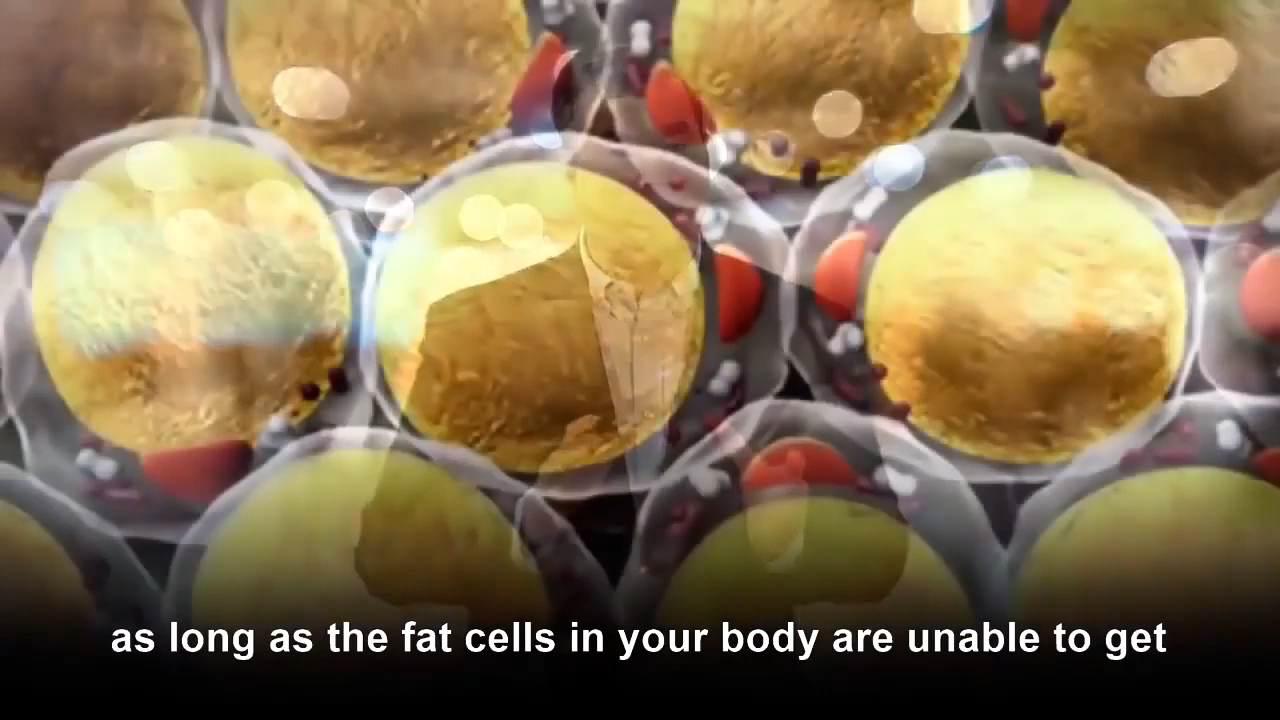 as long as the fat cells in your body are unable to get